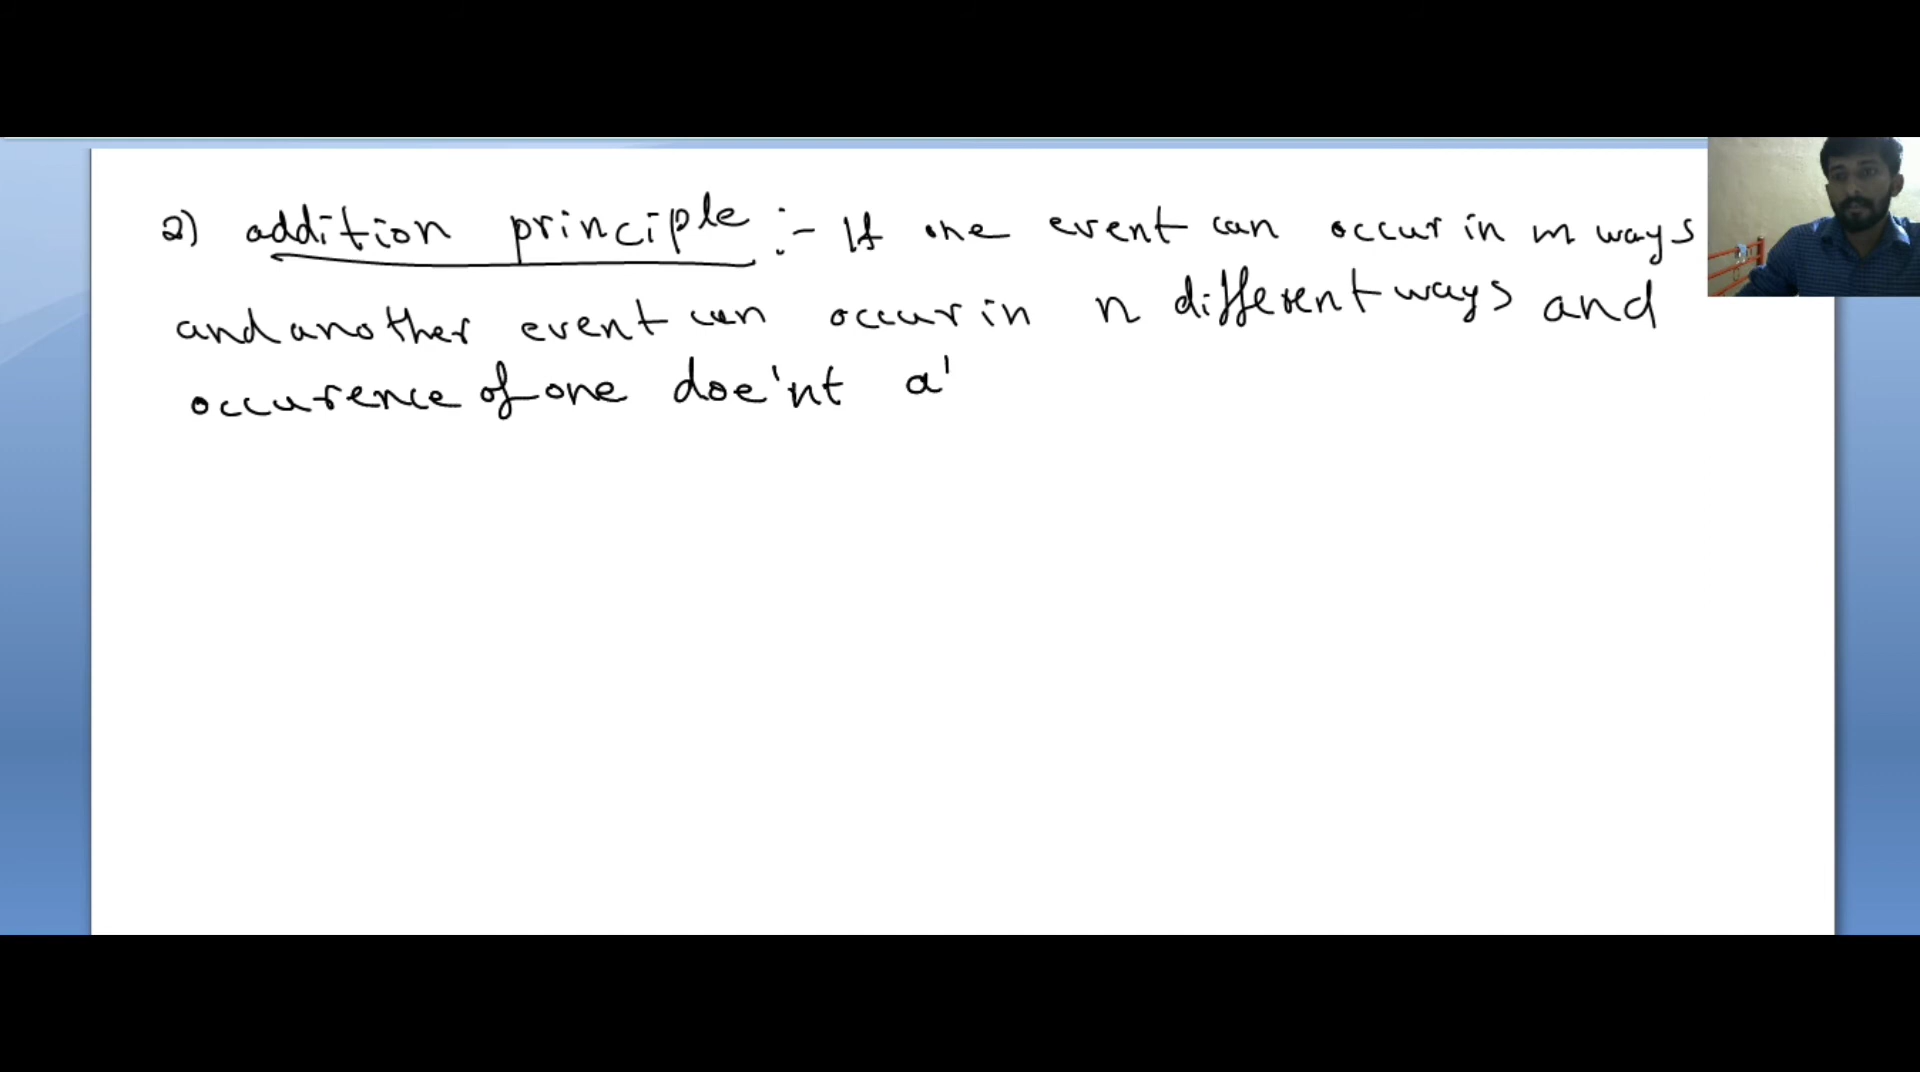 2) addition principle :- If one event can occur in m ways
and another event can occur in n different ways and
occurence of one doe'nt a'